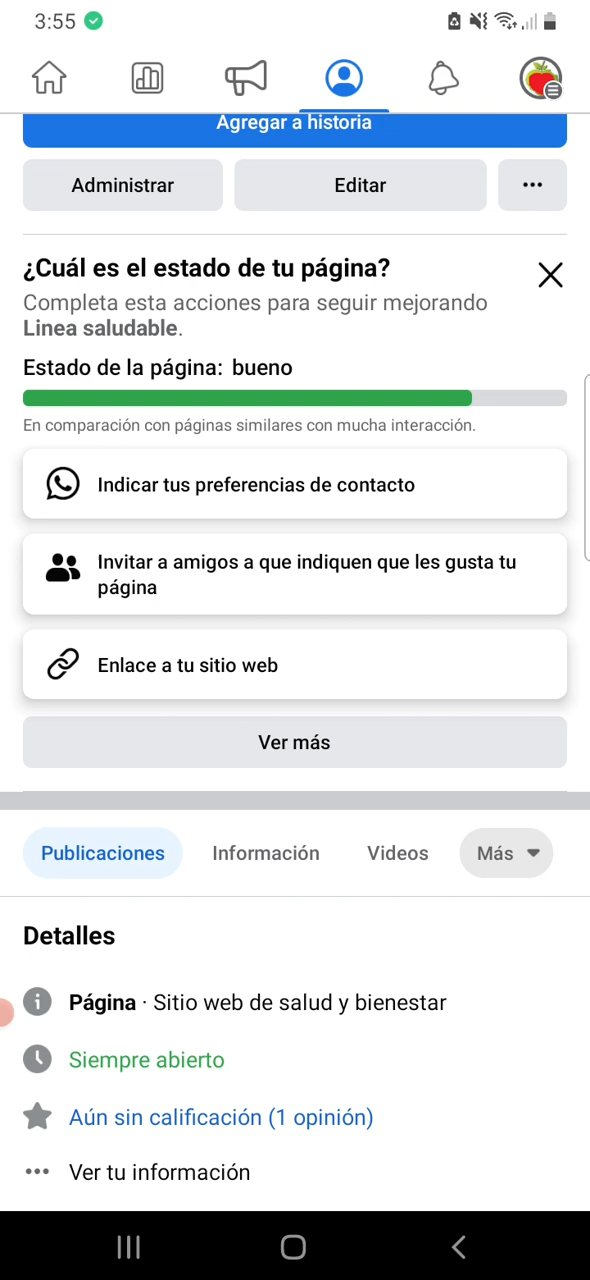 3:55
Agregar a historia
Administrar
Editar
¿Cuál es el estado de tu página?
Completa esta acciones para seguir mejorando
Linea saludable.
Estado de la página: bueno
En comparación con páginas similares con mucha interacción.
Indicar tus preferencias de contacto
Invitar a amigos a que indiquen que les gusta tu
página
Enlace a tu sitio web
Ver más
Publicaciones
Información
Videos
Más
Detalles
Página · Sitio web de salud y bienestar
Siempre abierto
Aún sin calificación (1 opinión)
Ver tu información